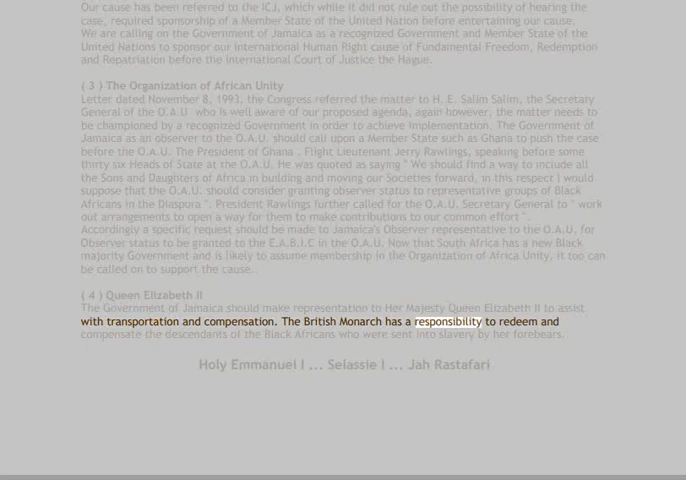 Our cause has been referred to the ICJ, which while it did not rule out the possibility of hearing the
case, required sponsorship of a Member State of the United Nation before entertaining our cause.
We are calling on the Government of Jamaica as a recognized Government and Member State of the
United Nations to sponsor our International Human Right cause of Fundamental Freedom, Redemption
and Repatriation before the International Court of Justice the Hague.
( 3 ) The Organization of African Unity
Letter dated November 8, 1993, the Congress referred the matter to H. E. Salim Salim, the Secretary
General of the O.A.U who is well aware of our proposed agenda, again however, the matter needs to
be championed by a recognized Government in order to achieve implementation. The Government of
Jamaica as an observer to the O.A.U. should call upon a Member State such as Ghana to push the case
before the O.A.U. The President of Ghana . Flight Lieutenant Jerry Rawlings, speaking before some
thirty six Heads of State at the O.A.U. He was quoted as saying " We should find a way to include all
the Sons and Daughters of Africa in building and moving our Societies forward, in this respect I would
suppose that the O.A.U. should consider granting observer status to representative groups of Black
Africans in the Diaspora ". President Rawlings further called for the O.A.U. Secretary General to " work
out arrangements to open a way for them to make contributions to our common effort ".
Accordingly a specific request should be made to Jamaica's Observer representative to the O.A.U. for
Observer status to be granted to the E.A.B.I.C in the O.A.U. Now that South Africa has a new Black
majority Government and is likely to assume membership in the Organization of Africa Unity, it too can
be called on to support the cause.
( 4 ) Queen Elizabeth II
The Government of Jamaica should make representation to Her Majesty Queen Elizabeth II to assist
with transportation and compensation. The British Monarch has a responsibility to redeem and
compensate the descendants of the Black Africans who were sent into slavery by her forebears.
Holy Emmanuel I ... Selassie I ... Jah Rastafari